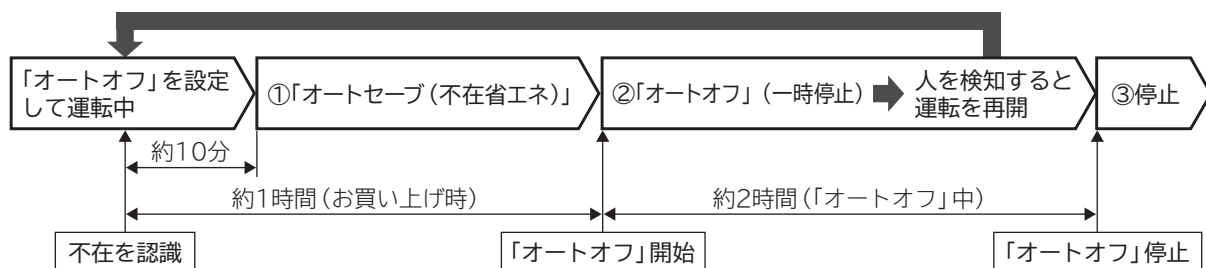 「オートオフ」を設定
して運転中
①「オートセーブ(不在省エネ)」
②「オートオフ」(一時停止)
人を検知すると
運転を再開
③停止
約10分
約1時間(お買い上げ時)
約2時間(「オートオフ」中)
不在を認識
「オートオフ」開始
「オートオフ」停止